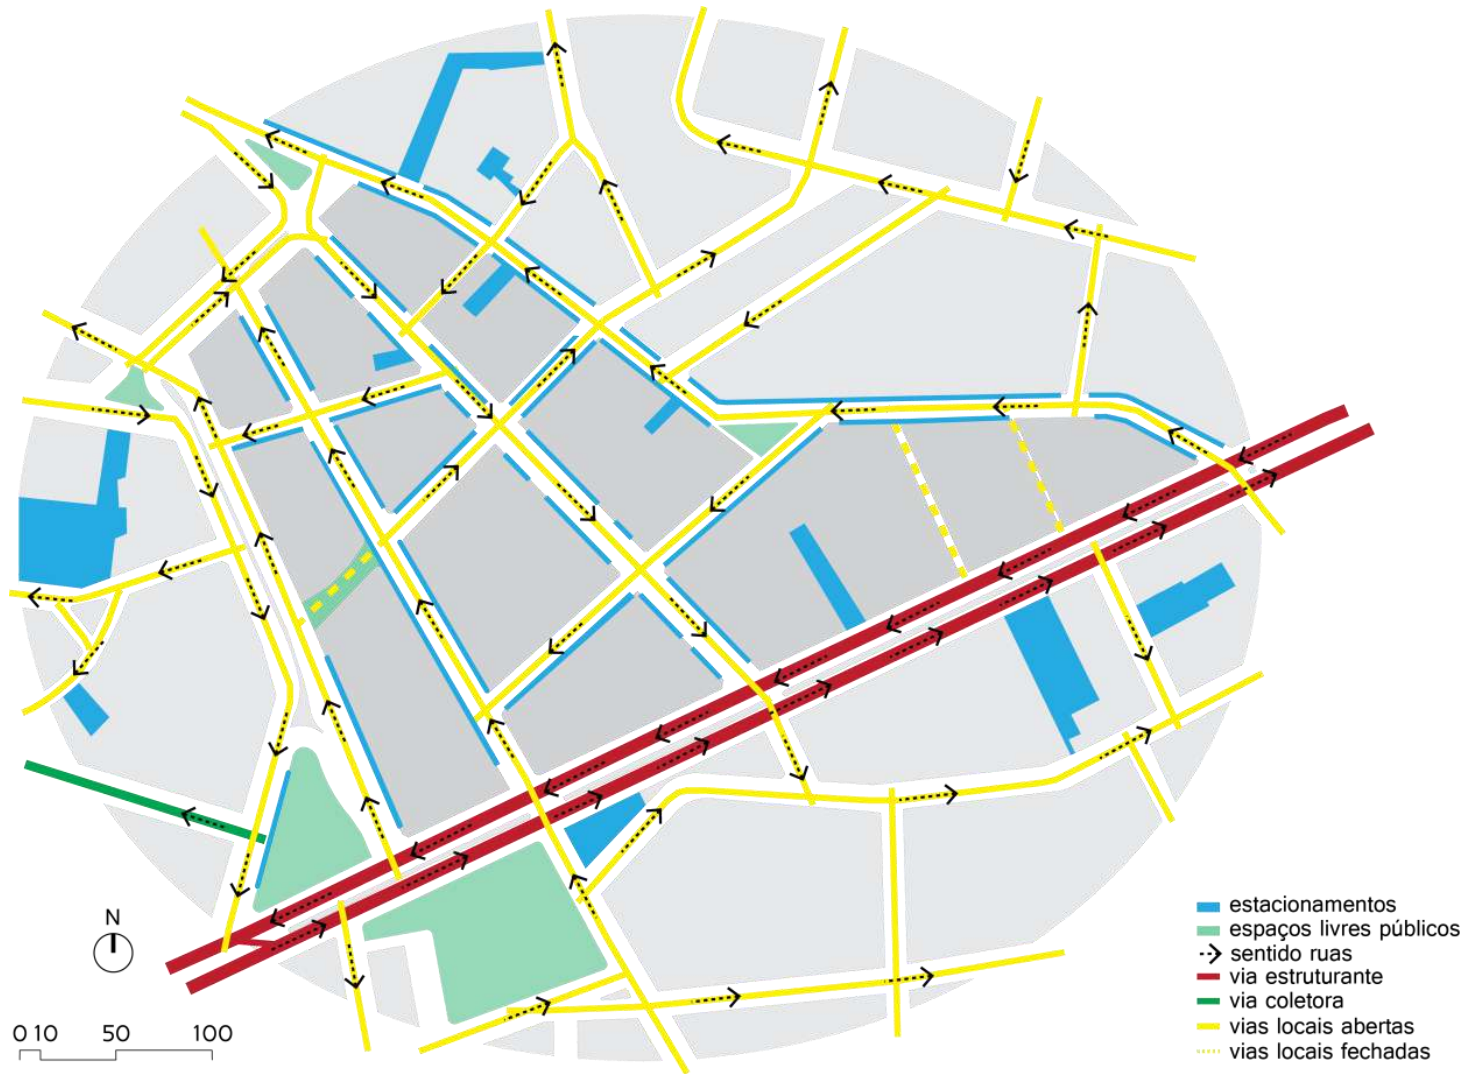 N
0 10 50 100
estacionamentos
espaços livres públicos
sentido ruas
via estruturante
via coletora
vias locais abertas
vias locais fechadas